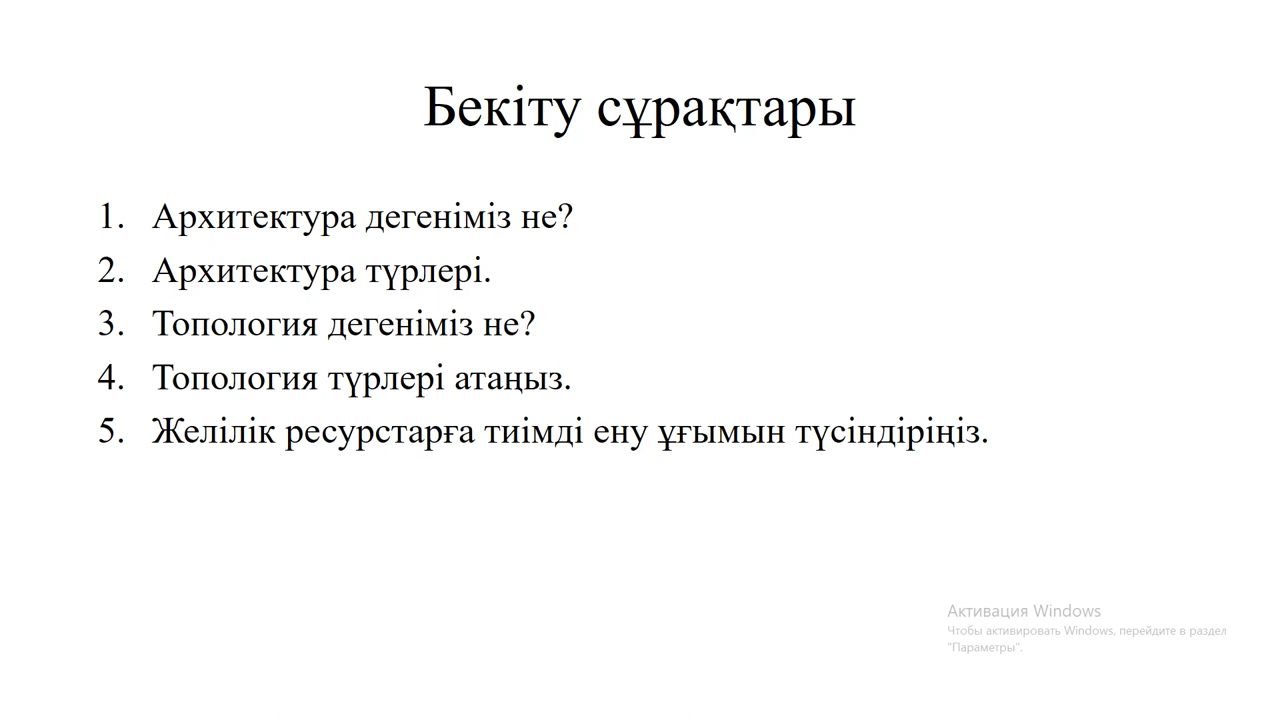 Бекіту сұрақтары
1. Архитектура дегеніміз не?
2. Архитектура түрлері.
3. Топология дегеніміз не?
4. Топология түрлері атаңыз.
5. Желілік ресурстарға тиімді ену ұғымын түсіндіріңіз.
Активация Windows
Чтобы активировать Windows, перейдите в раздел
"Параметры".